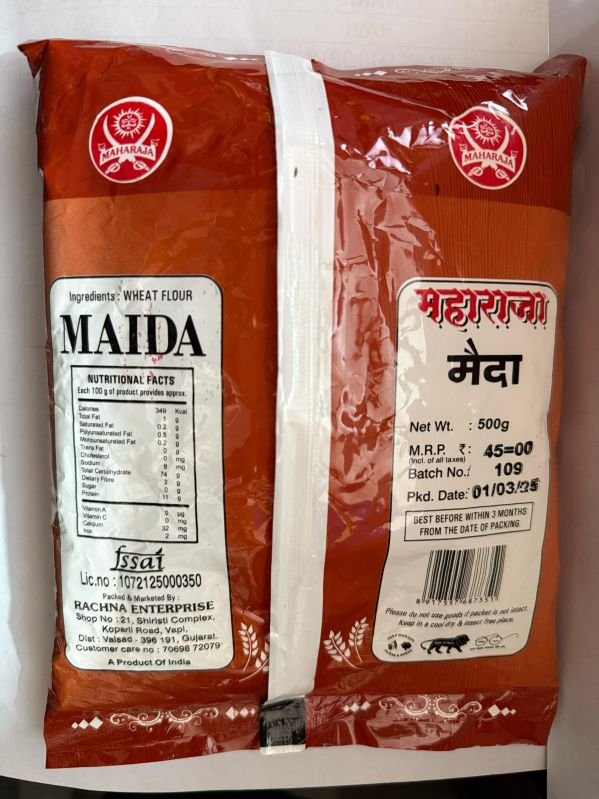 MAHARAJA
MAHARAJA
Ingredients : WHEAT FLOUR
MAIDA
NUTRITIONAL FACTS
Each 100 g of product provides approx.
Calories 349 Kcal
Total Fat 1 g
Saturated Fat 0.2 g
Polyunsaturated Fat 0.5 g
Monounsaturated Fat 0.2 g
Trans Fat 0 g
Cholesterol 0 mg
Sodium 8 mg
Total Carbohydrate 74 g
Dietary Fibre 2 g
Sugar 0 g
Protein 11 g
Vitamin A 0 µg
Vitamin C 0 mg
Calcium 32 mg
Iron 2 mg
fssai
Lic.no : 1072125000350
Packed & Marketed By :
RACHNA ENTERPRISE
Shop No : 21, Shiristi Complex,
Koparli Road, Vapi,
Dist : Valsad - 396 191, Gujarat.
Customer care no : 70698 72079
A Product Of India
महाराजा
मैदा
Net Wt. : 500g
M.R.P. ₹ : 45=00
(Incl. of all taxes)
Batch No.: 109
Pkd. Date: 01/03/25
BEST BEFORE WITHIN 3 MONTHS
FROM THE DATE OF PACKING
8 917557 687351
Please do not use goods if packet is not intact.
Keep in a cool dry & insect free place.